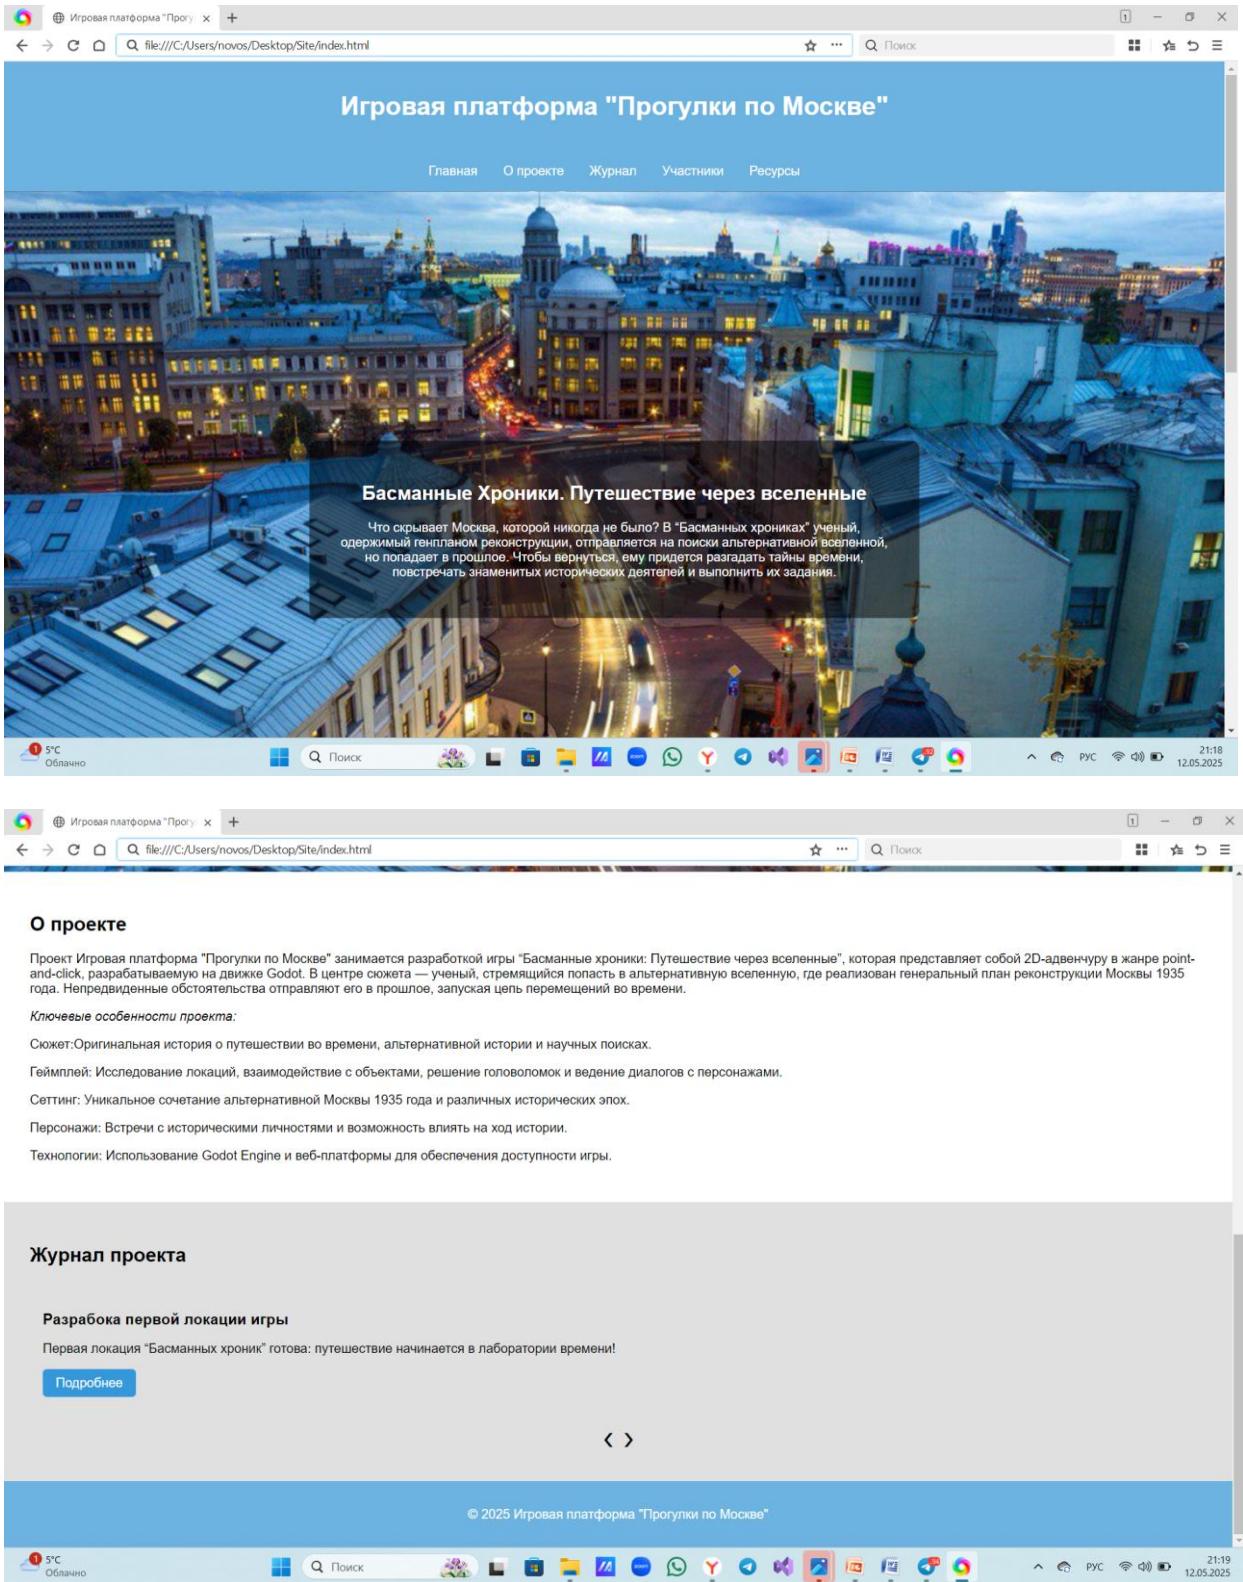 Игровая платформа "Прогу
1
file:///C:/Users/novos/Desktop/Site/index.html
Поиск
Игровая платформа "Прогулки по Москве"
Главная О проекте Журнал Участники Ресурсы
Басманные Хроники. Путешествие через вселенные
Что скрывает Москва, которой никогда не было? В “Басманных хрониках” ученый,
одержимый генпланом реконструкции, отправляется на поиски альтернативной вселенной,
но попадает в прошлое. Чтобы вернуться, ему придется разгадать тайны времени,
повстречать знаменитых исторических деятелей и выполнить их задания.
1
5°C
Облачно
Поиск
РУС
21:18
12.05.2025
Игровая платформа "Прогу
1
file:///C:/Users/novos/Desktop/Site/index.html
Поиск
О проекте
Проект Игровая платформа "Прогулки по Москве" занимается разработкой игры “Басманные хроники: Путешествие через вселенные”, которая представляет собой 2D-адвенчуру в жанре point-
and-click, разрабатываемую на движке Godot. В центре сюжета — ученый, стремящийся попасть в альтернативную вселенную, где реализован генеральный план реконструкции Москвы 1935
года. Непредвиденные обстоятельства отправляют его в прошлое, запуская цепь перемещений во времени.
Ключевые особенности проекта:
Сюжет:Оригинальная история о путешествии во времени, альтернативной истории и научных поисках.
Геймплей: Исследование локаций, взаимодействие с объектами, решение головоломок и ведение диалогов с персонажами.
Сеттинг: Уникальное сочетание альтернативной Москвы 1935 года и различных исторических эпох.
Персонажи: Встречи с историческими личностями и возможность влиять на ход истории.
Технологии: Использование Godot Engine и веб-платформы для обеспечения доступности игры.
Журнал проекта
Разрабока первой локации игры
Первая локация “Басманных хроник” готова: путешествие начинается в лаборатории времени!
Подробнее
© 2025 Игровая платформа "Прогулки по Москве"
1
5°C
Облачно
Поиск
РУС
21:19
12.05.2025